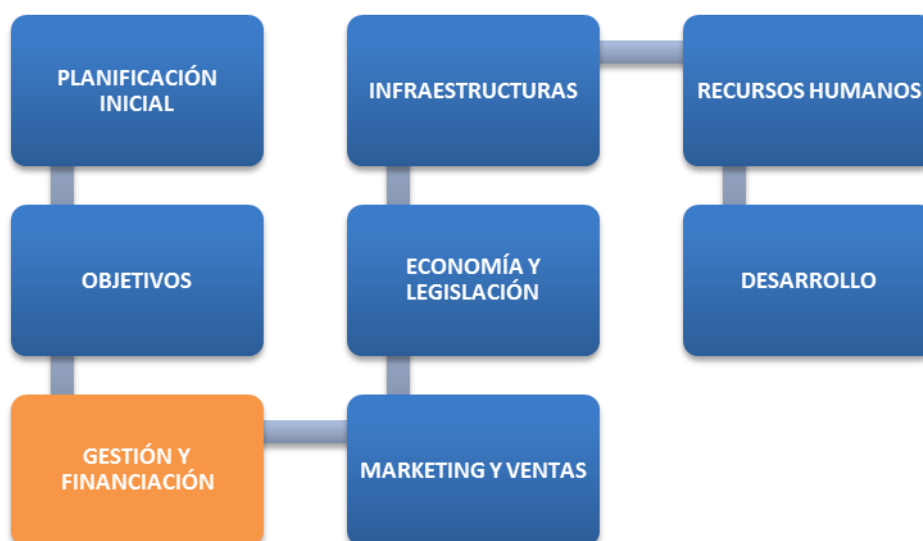 PLANIFICACIÓN
INICIAL
OBJETIVOS
GESTIÓN Y
FINANCIACIÓN
MARKETING Y VENTAS
ECONOMÍA Y
LEGISLACIÓN
INFRAESTRUCTURAS
RECURSOS HUMANOS
DESARROLLO